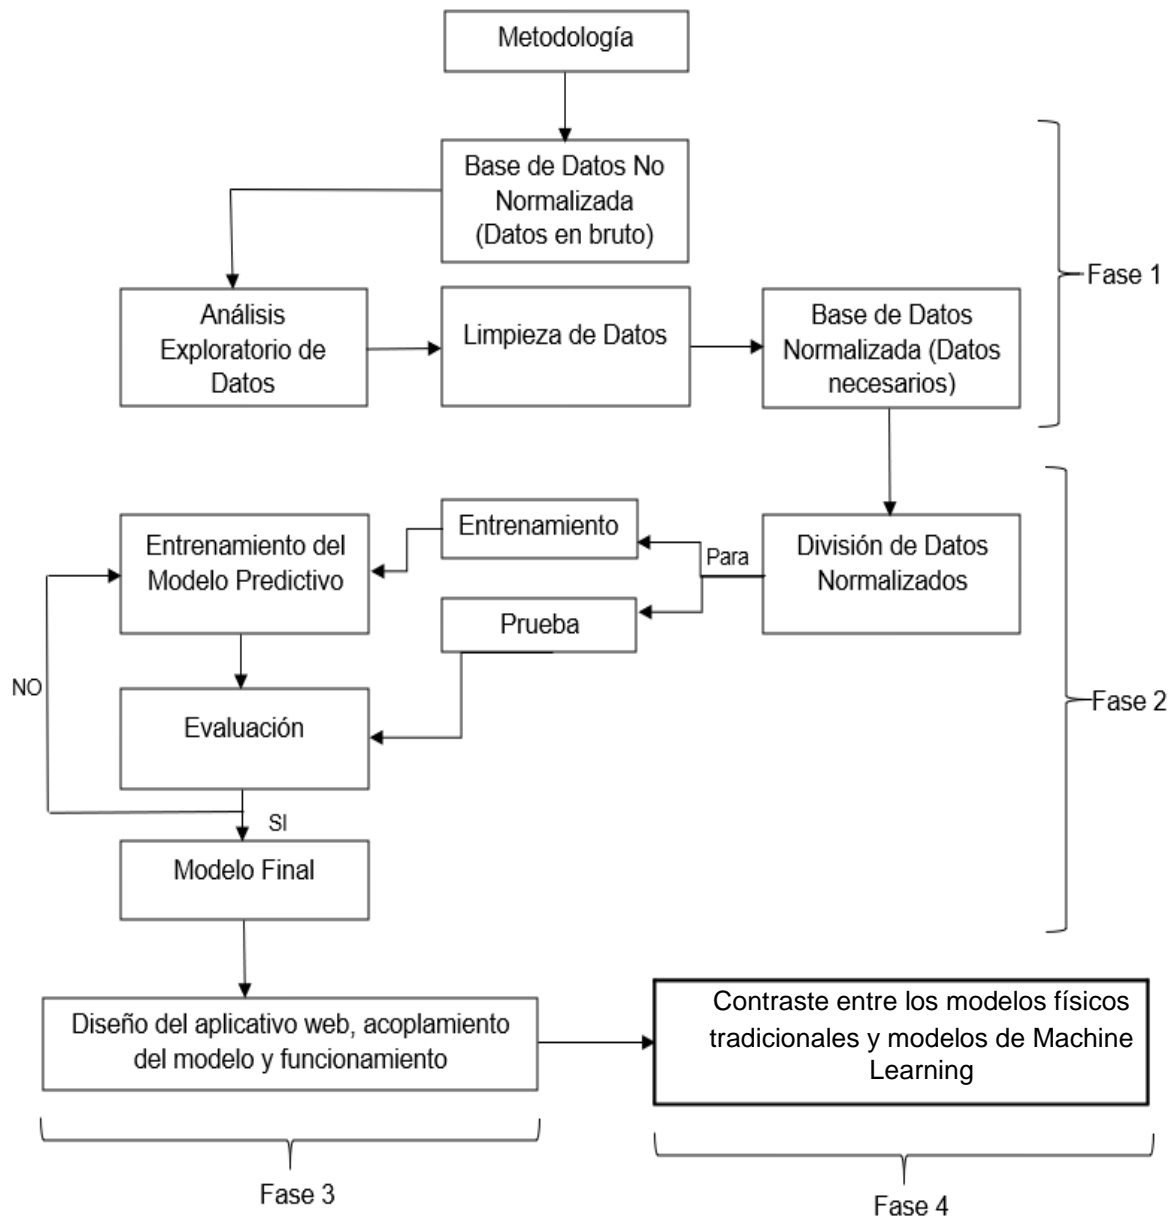 Metodología
Base de Datos No
Normalizada
(Datos en bruto)
Fase 1
Análisis
Exploratorio de
Datos
Limpieza de Datos
Base de Datos
Normalizada (Datos
necesarios)
Entrenamiento del
Modelo Predictivo
Entrenamiento
Para
División de Datos
Normalizados
Prueba
NO
Evaluación
Fase 2
SI
Modelo Final
Diseño del aplicativo web, acoplamiento
del modelo y funcionamiento
Contraste entre los modelos físicos
tradicionales y modelos de Machine
Learning
Fase 3
Fase 4